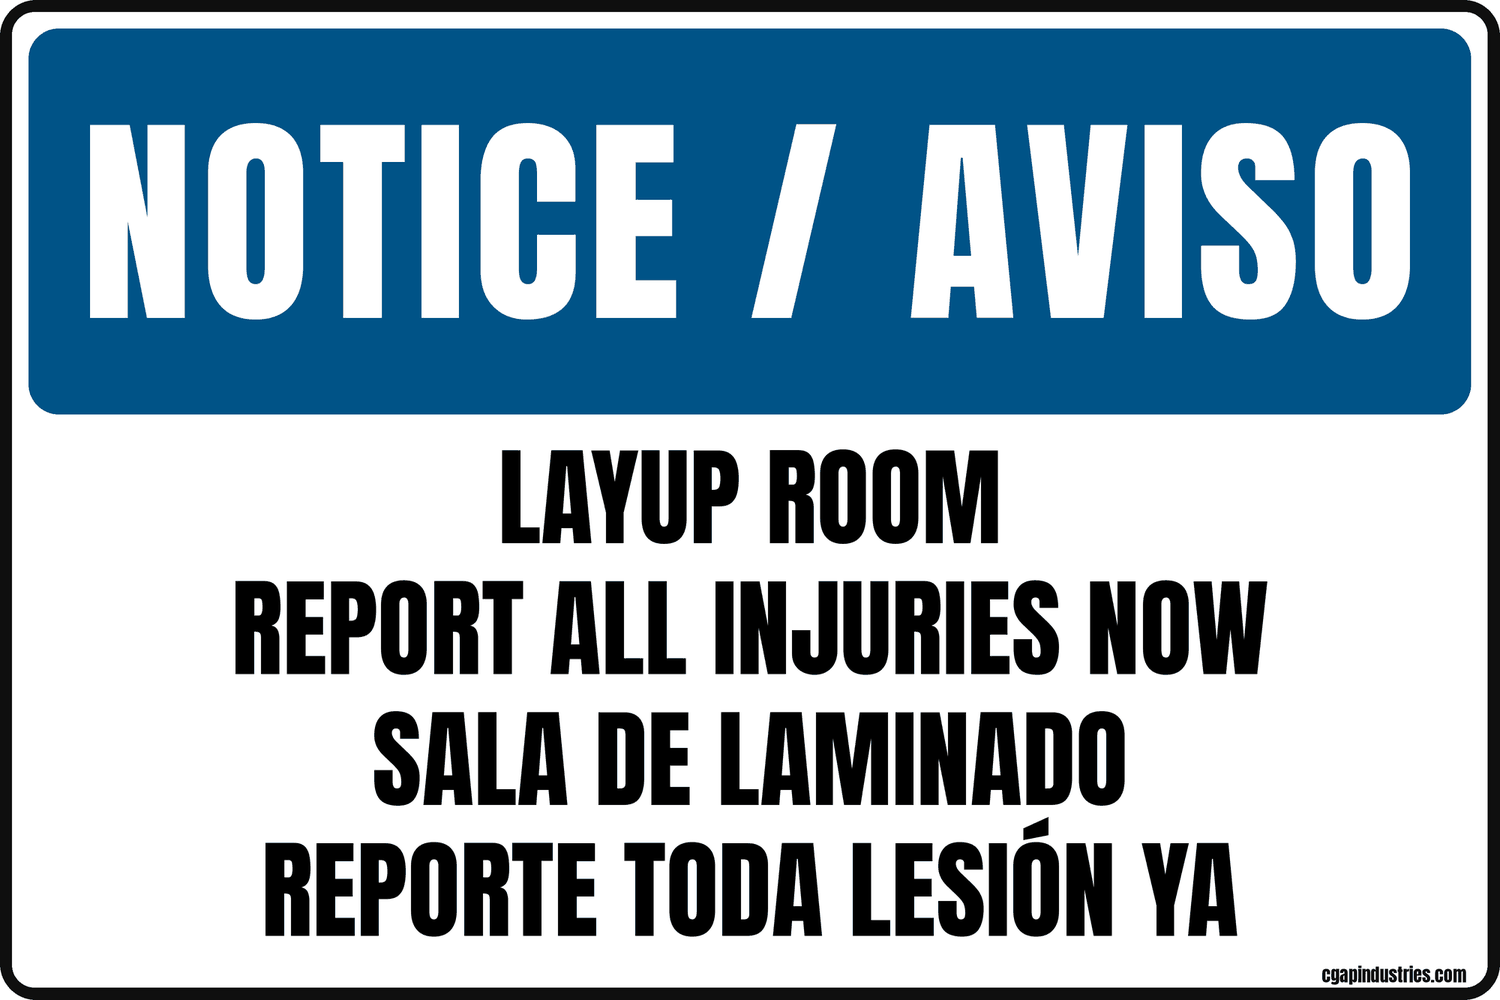 NOTICE / AVISO
LAYUP ROOM
REPORT ALL INJURIES NOW
SALA DE LAMINADO
REPORTE TODA LESIÓN YA
cgapindustries.com